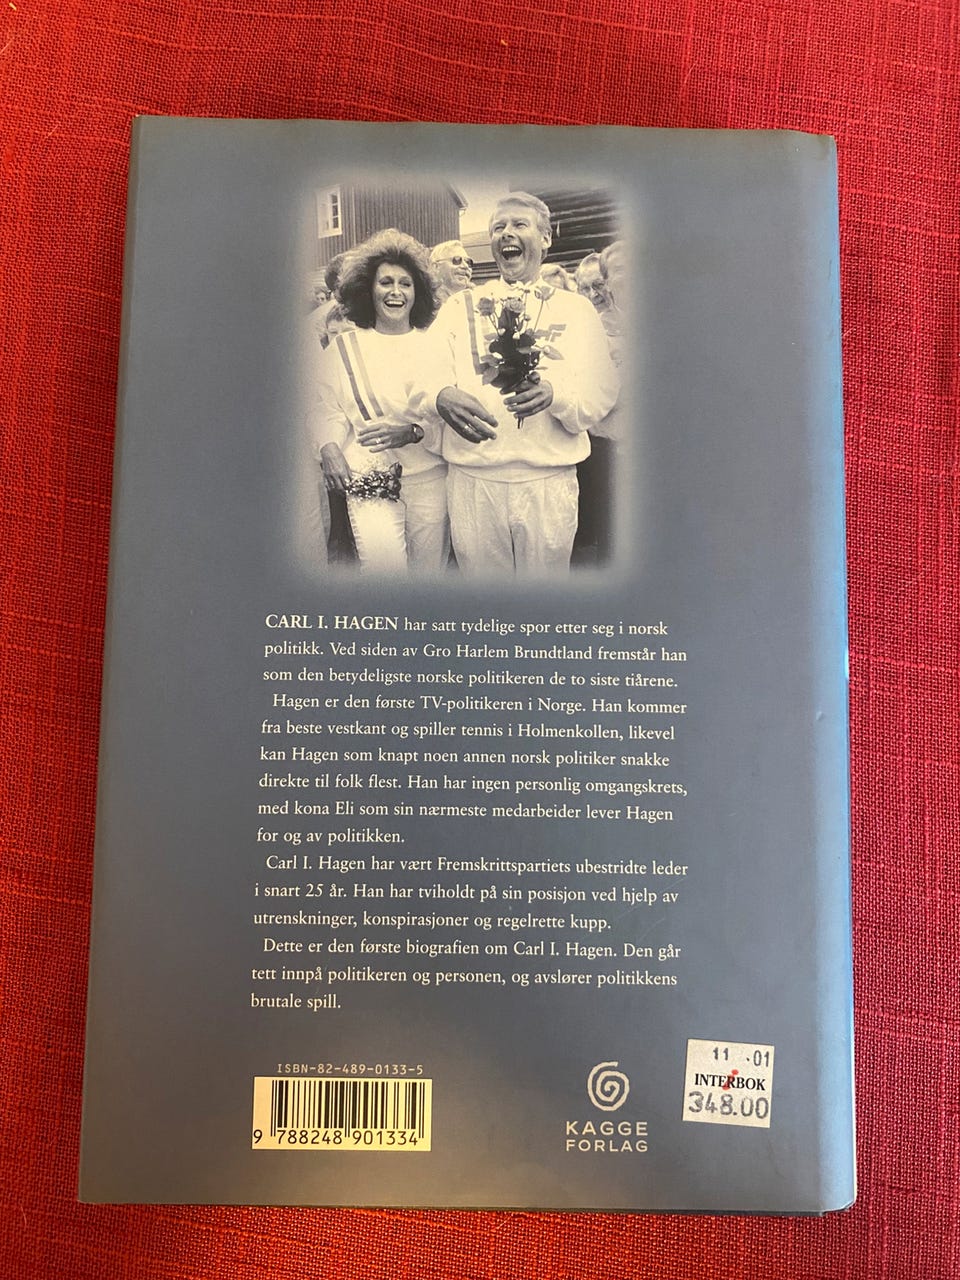 CARL I. HAGEN har satt tydelige spor etter seg i norsk
politikk. Ved siden av Gro Harlem Brundtland fremstår han
som den betydeligste norske politikeren de to siste tiårene.
Hagen er den første TV-politikeren i Norge. Han kommer
fra beste vestkant og spiller tennis i Holmenkollen, likevel
kan Hagen som knapt noen annen norsk politiker snakke
direkte til folk flest. Han har ingen personlig omgangskrets,
med kona Eli som sin nærmeste medarbeider lever Hagen
for og av politikken.
Carl I. Hagen har vært Fremskrittspartiets ubestridte leder
i snart 25 år. Han har tviholdt på sin posisjon ved hjelp av
utrenskninger, konspirasjoner og regelrette kupp.
Dette er den første biografien om Carl I. Hagen. Den går
tett innpå politikeren og personen, og avslører politikkens
brutale spill.
ISBN-82-489-0133-5
9 788248 901334
KAGGE
FORLAG
11 .01
INTERBOK
348.00